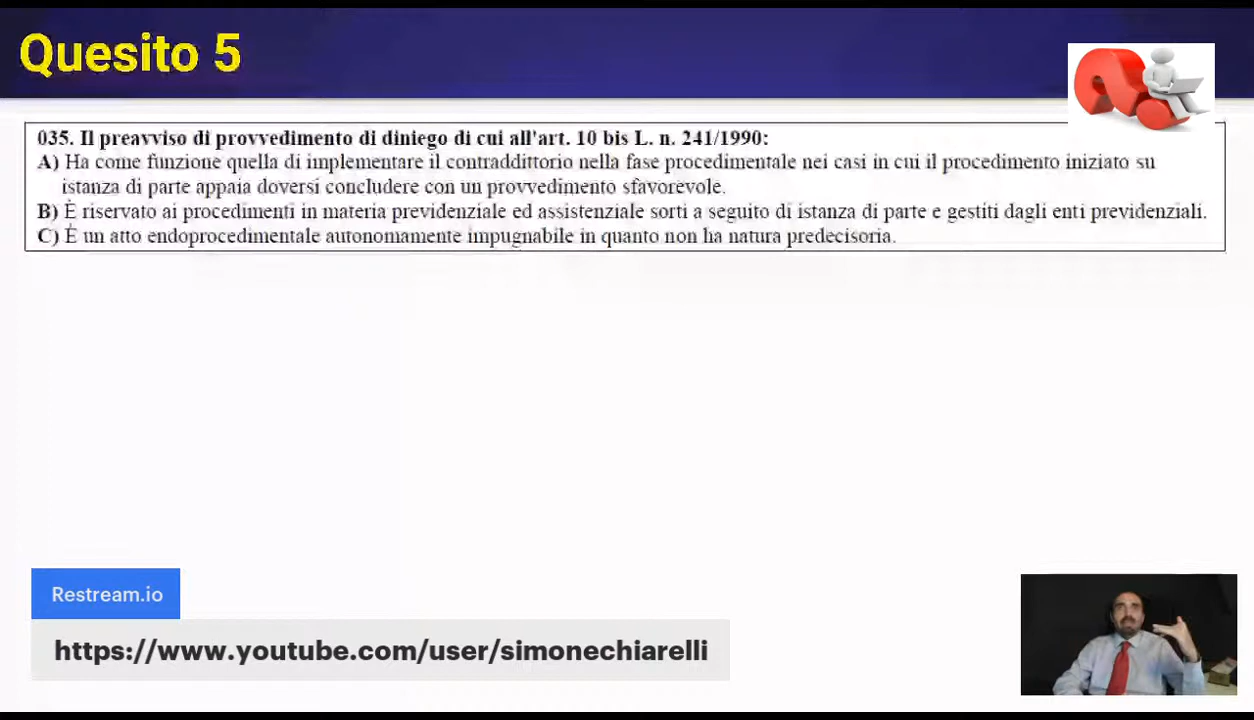 Quesito 5
035. Il preavviso di provvedimento di diniego di cui all'art. 10 bis L. n. 241/1990:
A) Ha come funzione quella di implementare il contraddittorio nella fase procedimentale nei casi in cui il procedimento iniziato su
istanza di parte appaia doversi concludere con un provvedimento sfavorevole.
B) È riservato ai procedimenti in materia previdenziale ed assistenziale sorti a seguito di istanza di parte e gestiti dagli enti previdenziali.
C) È un atto endoprocedimentale autonomamente impugnabile in quanto non ha natura predecisoria.
Restream.io
https://www.youtube.com/user/simonechiarelli